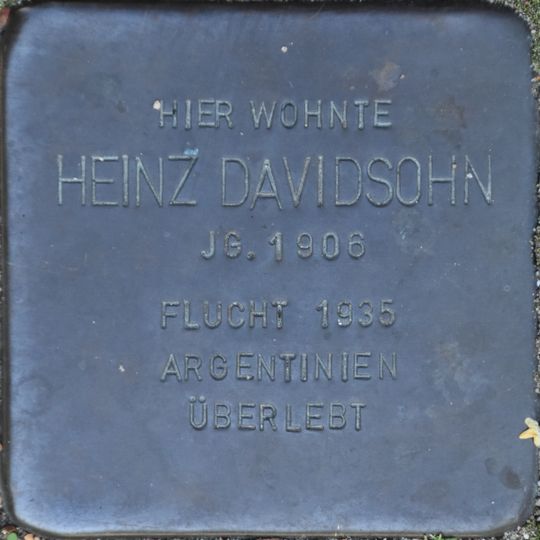 HIER WOHNTE
HEINZ DAVIDSOHN
JG. 1906
FLUCHT 1935
ARGENTINIEN
ÜBERLEBT